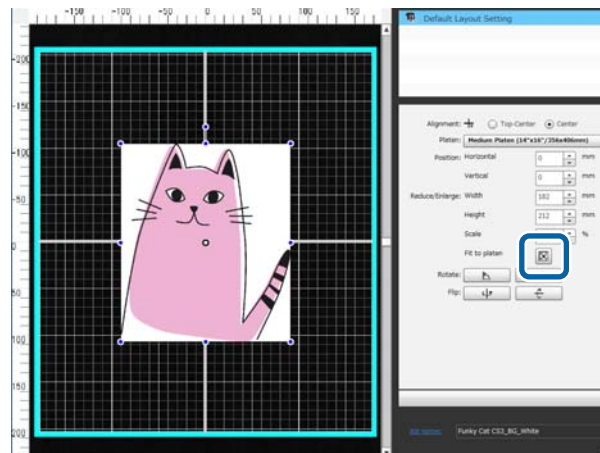 -150 -100 -50 0 50 100 150
Default Layout Setting
-200
-150
-100
-50
0
50
100
150
200
Alignment: Top-Center Center
Platen: Medium Platen (14"x16"/356x406mm)
Position: Horizontal 0 mm
Vertical 0 mm
Reduce/Enlarge: Width 182 mm
Height 212 mm
Scale %
Fit to platen
Rotate:
Flip:
Job name: Funky Cat CS3_BG_White